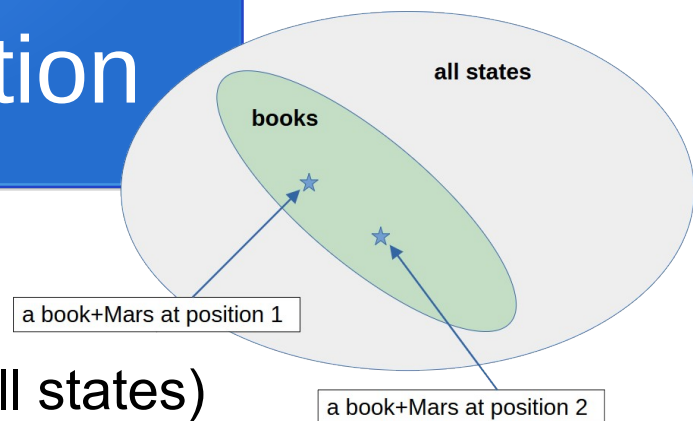 tion
all states
books
a book+Mars at position 1
ll states)
a book+Mars at position 2